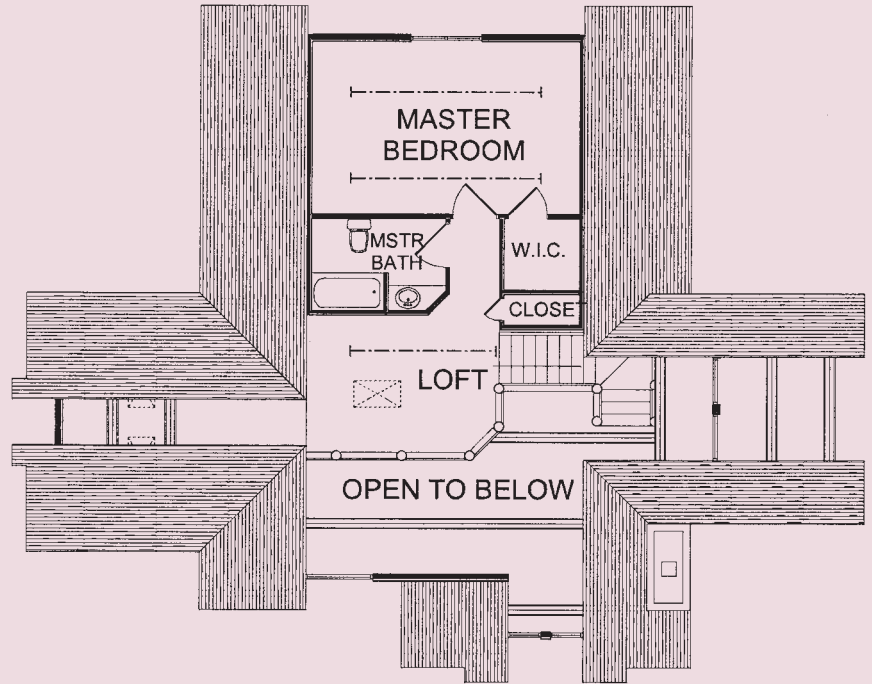 MASTER
BEDROOM
MSTR
BATH
W.I.C.
CLOSE
LOFT
OPEN TO BELOW